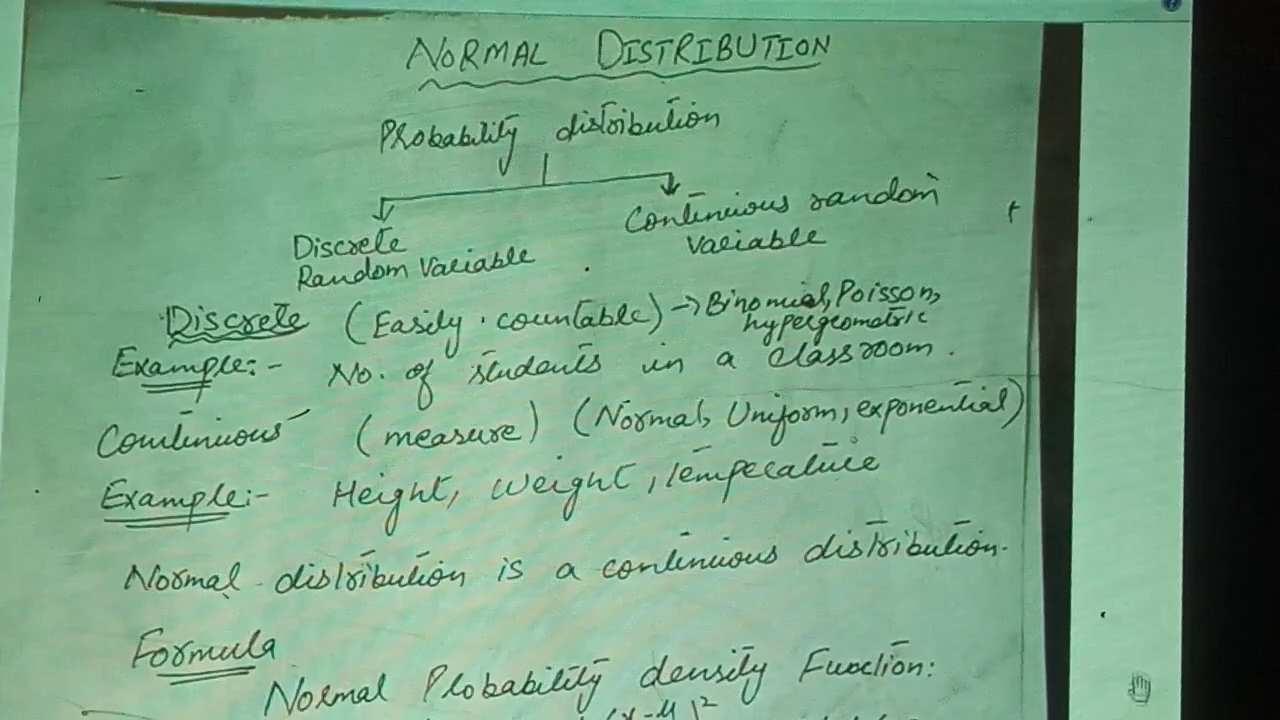 NORMAL DISTRIBUTION
Probability distribution
Discrete
Random Variable
Continuious random
Variable
Discrete (Easily countable) → Binomial, Poisson,
hypergeometric
Example:- No. of students in a classroom.
Continuous (measure) (Normal, Uniform, exponential)
Example:- Height, Weight, Temperature
Normal distribution is a continuous distribution.
Formula
Normal Probability density Function: